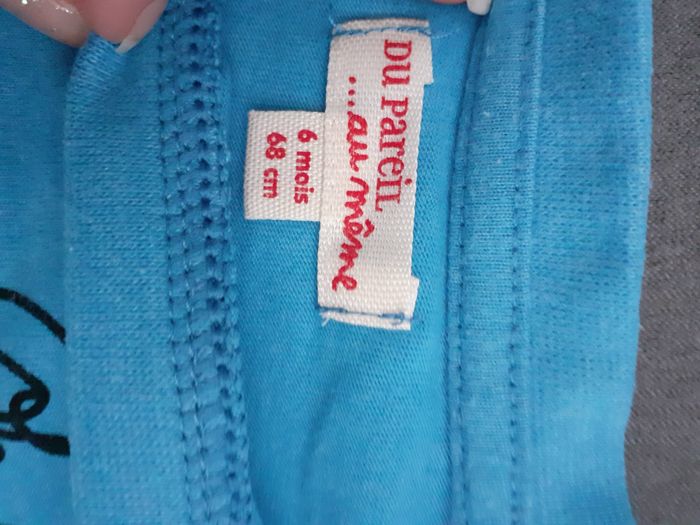 DU PareiL
...au même
6 mois
68 cm